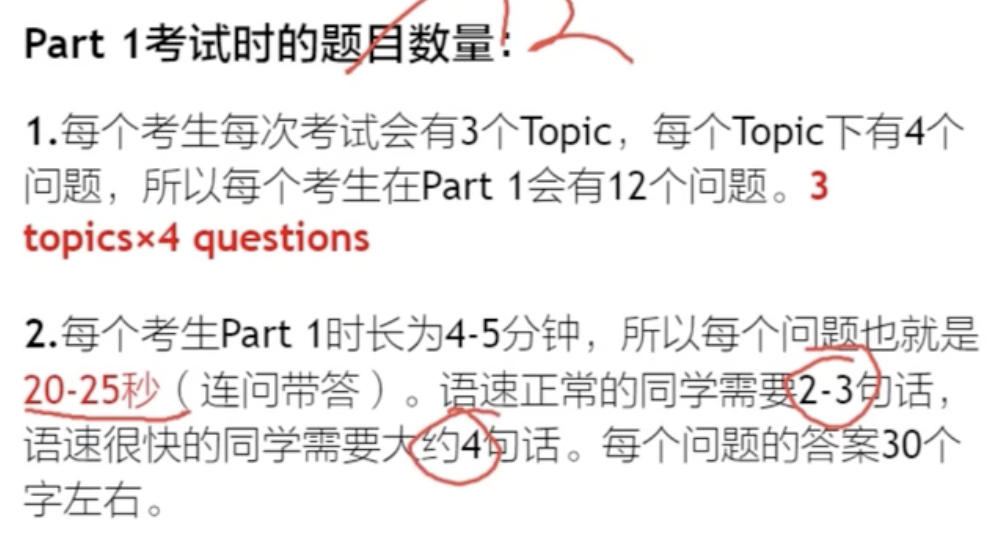 Part 1考试时的题目数量：
1.每个考生每次考试会有3个Topic，每个Topic下有4个
问题，所以每个考生在Part 1会有12个问题。3
topics×4 questions
2.每个考生Part 1时长为4-5分钟，所以每个问题也就是
20-25秒（连问带答）。语速正常的同学需要2-3句话，
语速很快的同学需要大约4句话。每个问题的答案30个
字左右。